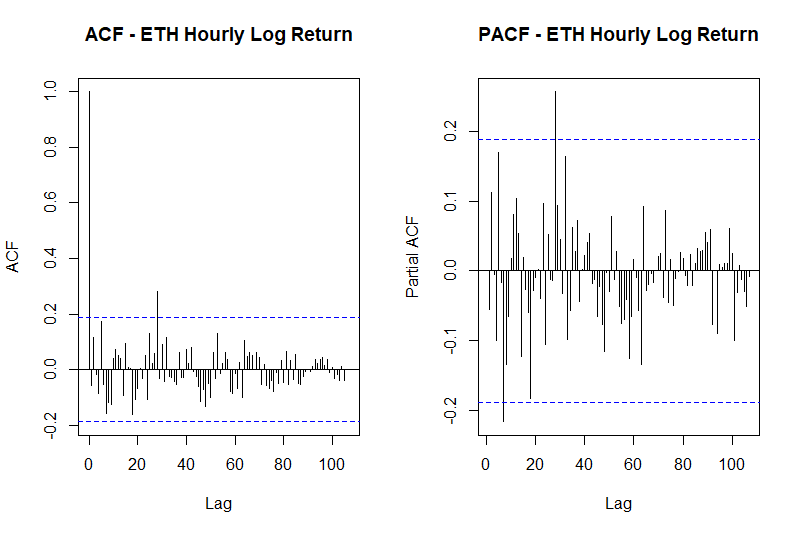 ACF - ETH Hourly Log Return
ACF
1.0
0.8
0.6
0.4
0.2
0.0
-0.2
0 20 40 60 80 100
Lag
PACF - ETH Hourly Log Return
Partial ACF
0.2
0.1
0.0
-0.1
-0.2
0 20 40 60 80 100
Lag